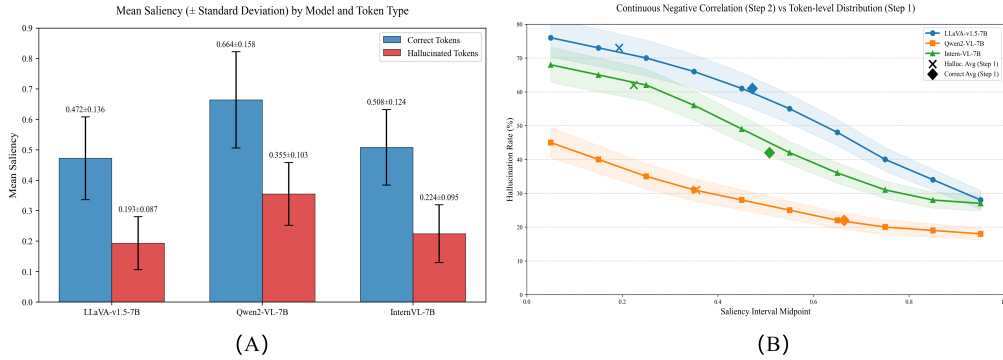 Mean Saliency (± Standard Deviation) by Model and Token Type
Correct Tokens
Hallucinated Tokens
0.472±0.136
0.193±0.087
0.664±0.158
0.355±0.103
0.508±0.124
0.224±0.095
Mean Saliency
0.9
0.8
0.7
0.6
0.5
0.4
0.3
0.2
0.1
0.0
LLaVA-v1.5-7B
Qwen2-VL-7B
InternVL-7B
(A)
Continuous Negative Correlation (Step 2) vs Token-level Distribution (Step 1)
LLaVA-v1.5-7B
Qwen2-VL-7B
Intern-VL-7B
Halluc. Avg (Step 1)
Correct Avg (Step 1)
Hallucination Rate (%)
80
70
60
50
40
30
20
10
0
0.0
0.2
0.4
0.6
0.8
Saliency Interval Midpoint
(B)